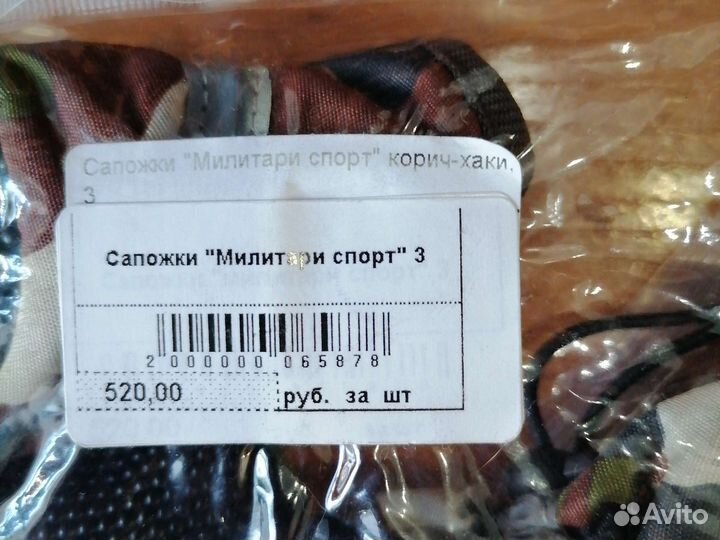 Сапожки "Милитари спорт" корич-хаки,
3
Сапожки "Милитари спорт" 3
2 000000 065878
520,00 руб. за шт
Avito